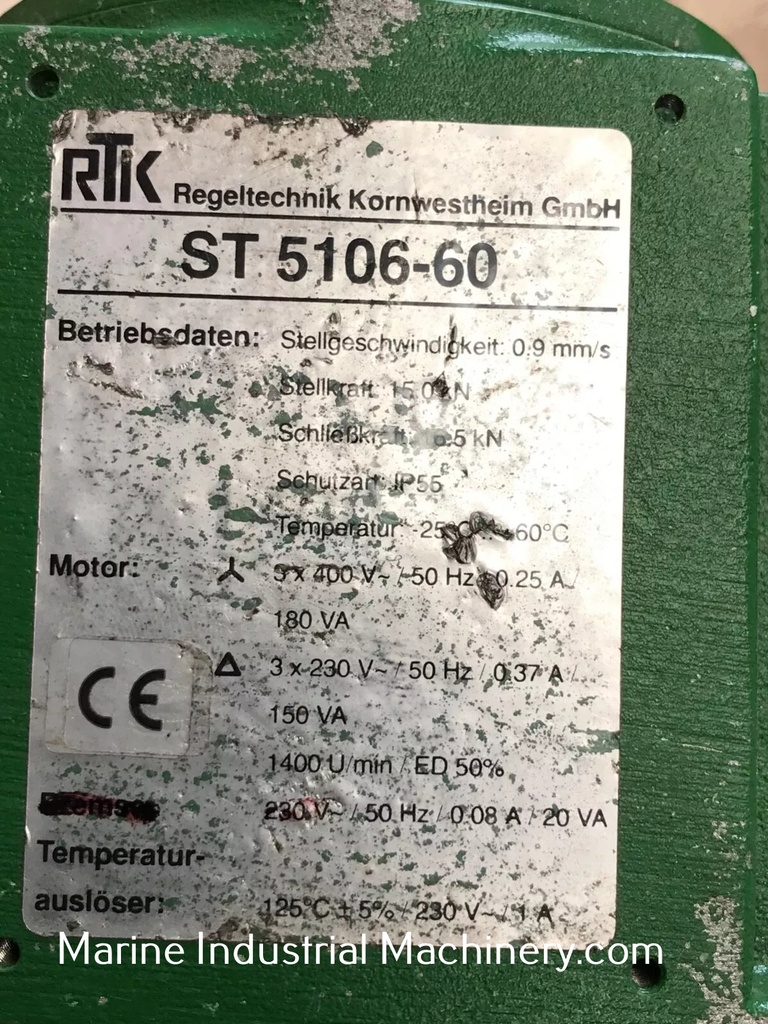 RTK Regeltechnik Kornwestheim GmbH
ST 5106-60
Betriebsdaten: Stellgeschwindigkeit: 0.9 mm/s
Stellkraft 15.0 kN
Schließkraft: 5 kN
Schutzart IP55
Temperatur -25°C 60°C
Motor: 3 x 400 V~ / 50 Hz / 0.25 A /
180 VA
Δ 3 x 230 V~ / 50 Hz / 0.37 A /
150 VA
CE
1400 U/min / ED 50%
Bremse: 230 V~ / 50 Hz / 0.08 A / 20 VA
Temperatur-
auslöser: 125°C ± 5% / 230 V~ / 1 A
Marine Industrial Machinery.com